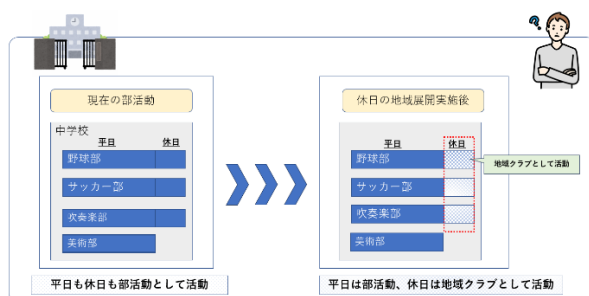 現在の部活動
中学校
平日 休日
野球部
サッカー部
吹奏楽部
美術部
平日も休日も部活動として活動
休日の地域展開実施後
平日 休日
野球部
サッカー部
吹奏楽部
美術部
地域クラブとして活動
平日は部活動、休日は地域クラブとして活動